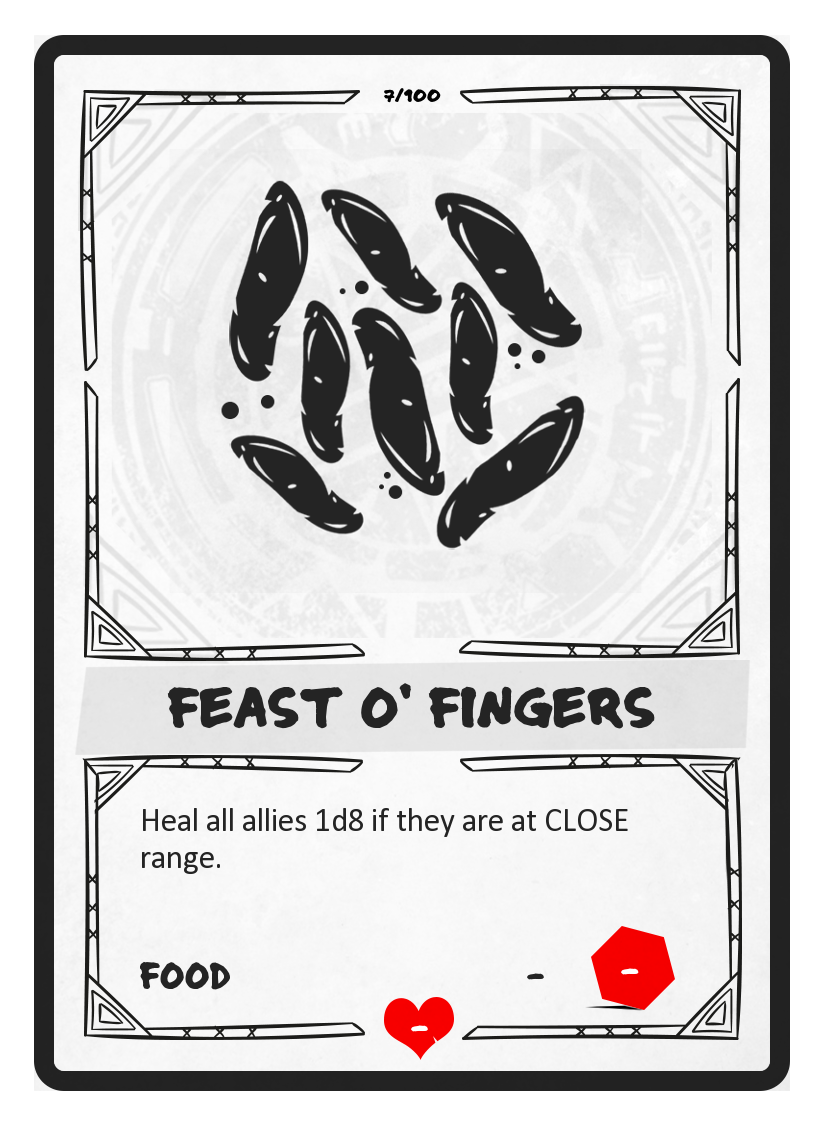 7/100
FEAST O' FINGERS
Heal all allies 1d8 if they are at CLOSE
range.
FOOD - -
-